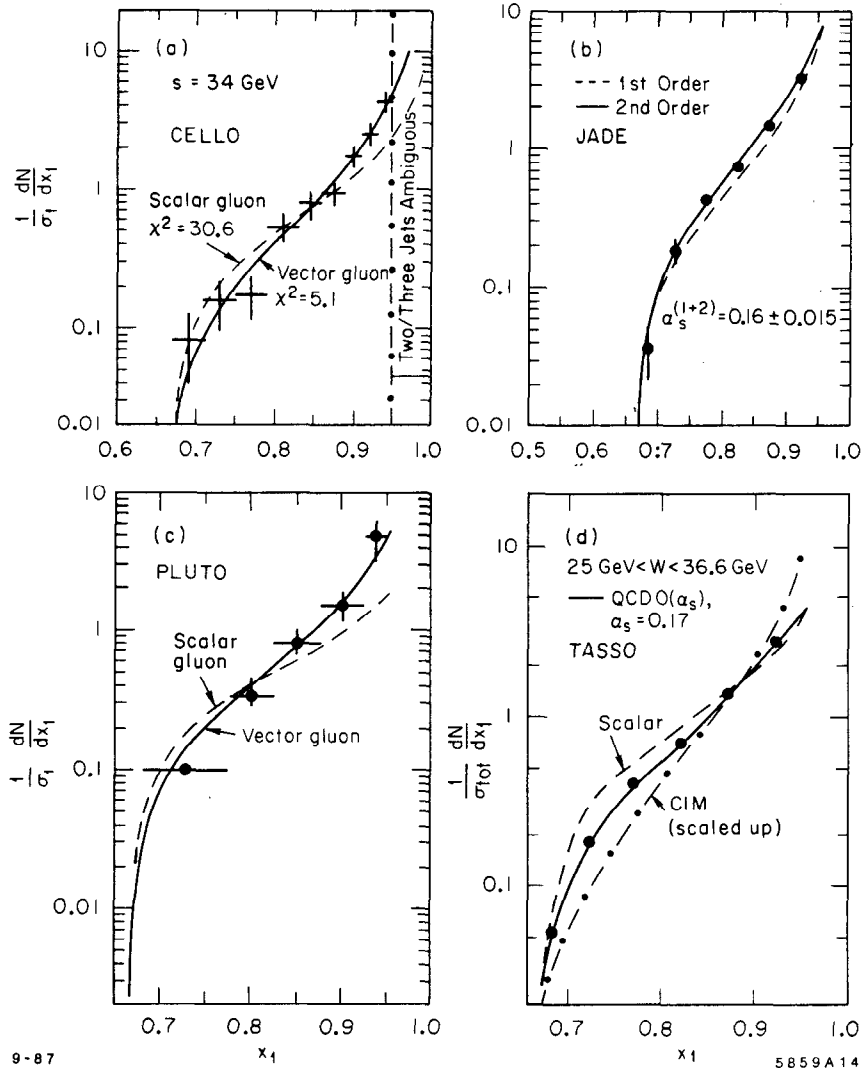 (a)
s = 34 GeV
CELLO
Scalar gluon
χ² = 30.6
Vector gluon
χ² = 5.1
Two/Three Jets Ambiguous
1/σ₁ dN/dx₁
10
1
0.1
0.01
0.6 0.7 0.8 0.9 1.0
(b)
--- 1st Order
— 2nd Order
JADE
αs^(1+2) = 0.16 ± 0.015
10
1
0.1
0.01
0.5 0.6 0.7 0.8 0.9 1.0
(c)
PLUTO
Scalar
gluon
Vector gluon
1/σ₁ dN/dx₁
10
1
0.1
0.01
0.7 0.8 0.9 1.0
x₁
(d)
25 GeV < W < 36.6 GeV
— QCD O(αs),
αs = 0.17
TASSO
Scalar
CIM
(scaled up)
1/σtot dN/dx₁
10
1
0.1
0.7 0.8 0.9 1.0
x₁
9-87
5859A14